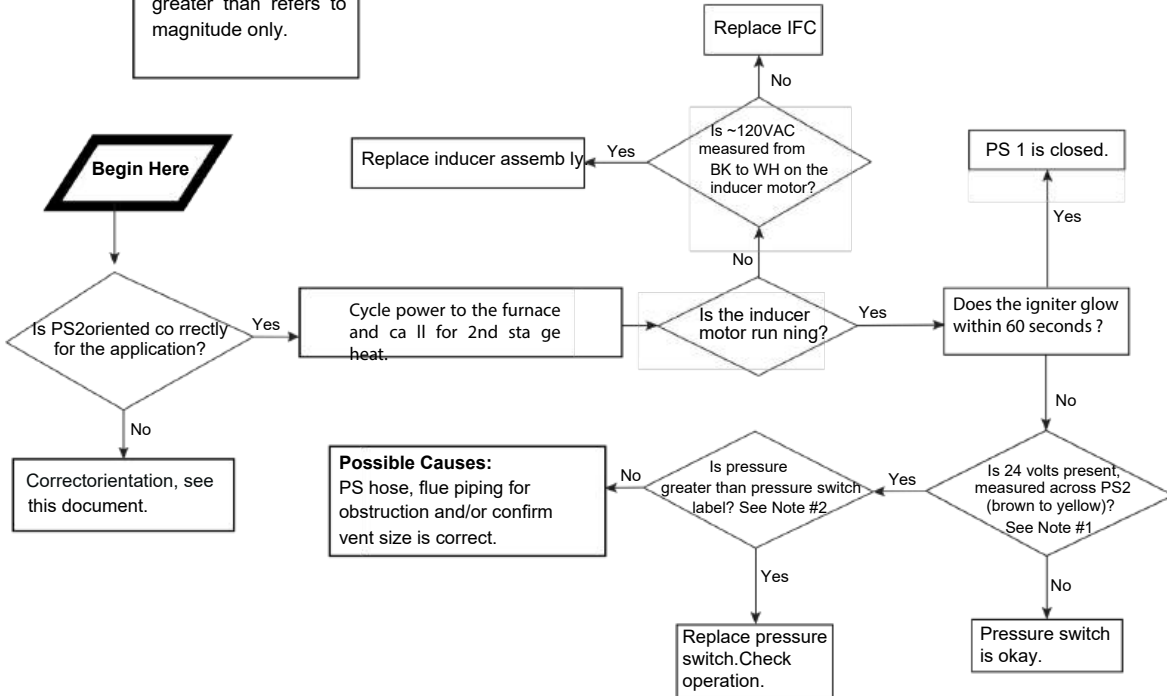 greater than refers to
magnitude only.
Replace IFC
No
Is ~120VAC
measured from
BK to WH on the
inducer motor?
Yes
Replace inducer assemb ly
PS 1 is closed.
Yes
Begin Here
No
Is PS2oriented co rrectly
for the application?
Yes
Cycle power to the furnace
and ca ll for 2nd sta ge
heat.
Is the inducer
motor run ning?
Yes
Does the igniter glow
within 60 seconds ?
No
No
Correctorientation, see
this document.
Possible Causes:
PS hose, flue piping for
obstruction and/or confirm
vent size is correct.
No
Is pressure
greater than pressure switch
label? See Note #2
Yes
Is 24 volts present,
measured across PS2
(brown to yellow)?
See Note #1
Yes
No
Replace pressure
switch.Check
operation.
Pressure switch
is okay.